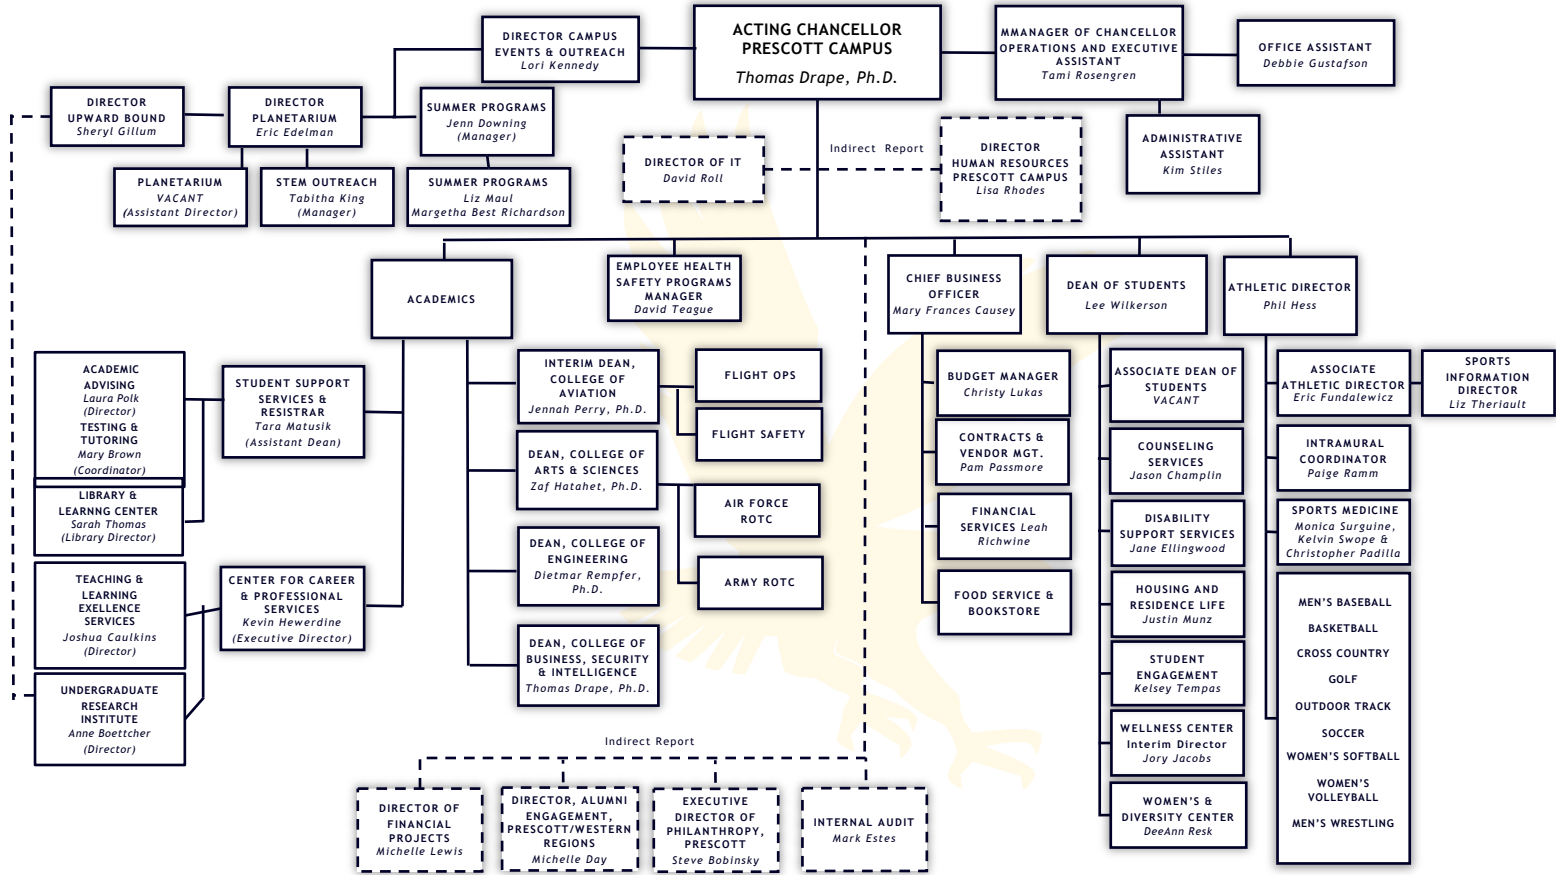 ACTING CHANCELLOR
PRESCOTT CAMPUS
Thomas Drape, Ph.D.
DIRECTOR CAMPUS
EVENTS & OUTREACH
Lori Kennedy
MMANAGER OF CHANCELLOR
OPERATIONS AND EXECUTIVE
ASSISTANT
Tami Rosengren
OFFICE ASSISTANT
Debbie Gustafson
DIRECTOR
UPWARD BOUND
Sheryl Gillum
DIRECTOR
PLANETARIUM
Eric Edelman
SUMMER PROGRAMS
Jenn Downing
(Manager)
DIRECTOR OF IT
David Roll
Indirect Report
DIRECTOR
HUMAN RESOURCES
PRESCOTT CAMPUS
Lisa Rhodes
ADMINISTRATIVE
ASSISTANT
Kim Stiles
PLANETARIUM
VACANT
(Assistant Director)
STEM OUTREACH
Tabitha King
(Manager)
SUMMER PROGRAMS
Liz Maul
Margetha Best Richardson
ACADEMICS
EMPLOYEE HEALTH
SAFETY PROGRAMS
MANAGER
David Teague
CHIEF BUSINESS
OFFICER
Mary Frances Causey
DEAN OF STUDENTS
Lee Wilkerson
ATHLETIC DIRECTOR
Phil Hess
ACADEMIC
ADVISING
Laura Polk
(Director)
TESTING &
TUTORING
Mary Brown
(Coordinator)
LIBRARY &
LEARNNG CENTER
Sarah Thomas
(Library Director)
STUDENT SUPPORT
SERVICES &
REGISTRAR
Tara Matusik
(Assistant Dean)
TEACHING &
LEARNING
EXELLENCE
SERVICES
Joshua Caulkins
(Director)
CENTER FOR CAREER
& PROFESSIONAL
SERVICES
Kevin Hewerdine
(Executive Director)
UNDERGRADUATE
RESEARCH
INSTITUTE
Anne Boettcher
(Director)
INTERIM DEAN,
COLLEGE OF
AVIATION
Jennah Perry, Ph.D.
FLIGHT OPS
FLIGHT SAFETY
DEAN, COLLEGE OF
ARTS & SCIENCES
Zaf Hatahet, Ph.D.
AIR FORCE
ROTC
ARMY ROTC
DEAN, COLLEGE OF
ENGINEERING
Dietmar Rempfer,
Ph.D.
DEAN, COLLEGE OF
BUSINESS, SECURITY
& INTELLIGENCE
Thomas Drape, Ph.D.
BUDGET MANAGER
Christy Lukas
CONTRACTS &
VENDOR MGT.
Pam Passmore
FINANCIAL
SERVICES Leah
Richwine
FOOD SERVICE &
BOOKSTORE
ASSOCIATE DEAN OF
STUDENTS
VACANT
COUNSELING
SERVICES
Jason Champlin
DISABILITY
SUPPORT SERVICES
Jane Ellingwood
HOUSING AND
RESIDENCE LIFE
Justin Munz
STUDENT
ENGAGEMENT
Kelsey Tempas
WELLNESS CENTER
Interim Director
Jory Jacobs
WOMEN'S &
DIVERSITY CENTER
DeeAnn Resk
ASSOCIATE
ATHLETIC DIRECTOR
Eric Fundalewicz
SPORTS
INFORMATION
DIRECTOR
Liz Theriault
INTRAMURAL
COORDINATOR
Paige Ramm
SPORTS MEDICINE
Monica Surguine,
Kelvin Swope &
Christopher Padilla
MEN'S BASEBALL
BASKETBALL
CROSS COUNTRY
GOLF
OUTDOOR TRACK
SOCCER
WOMEN'S SOFTBALL
WOMEN'S
VOLLEYBALL
MEN'S WRESTLING
Indirect Report
DIRECTOR OF
FINANCIAL
PROJECTS
Michelle Lewis
DIRECTOR, ALUMNI
ENGAGEMENT,
PRESCOTT/WESTERN
REGIONS
Michelle Day
EXECUTIVE
DIRECTOR OF
PHILANTHROPY,
PRESCOTT
Steve Bobinsky
INTERNAL AUDIT
Mark Estes